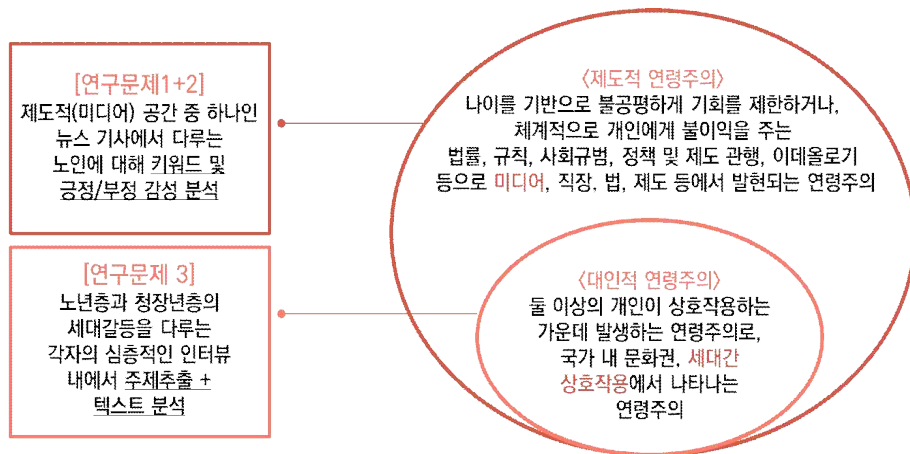 [연구문제1+2]
제도적(미디어) 공간 중 하나인
뉴스 기사에서 다루는
노인에 대해 키워드 및
긍정/부정 감성 분석
<제도적 연령주의>
나이를 기반으로 불공평하게 기회를 제한하거나,
체계적으로 개인에게 불이익을 주는
법률, 규칙, 사회규범, 정책 및 제도 관행, 이데올로기
등으로 미디어, 직장, 법, 제도 등에서 발현되는 연령주의
[연구문제 3]
노년층과 청장년층의
세대갈등을 다루는
각자의 심층적인 인터뷰
내에서 주제추출 +
텍스트 분석
<대인적 연령주의>
둘 이상의 개인이 상호작용하는
가운데 발생하는 연령주의로,
국가 내 문화권, 세대간
상호작용에서 나타나는
연령주의